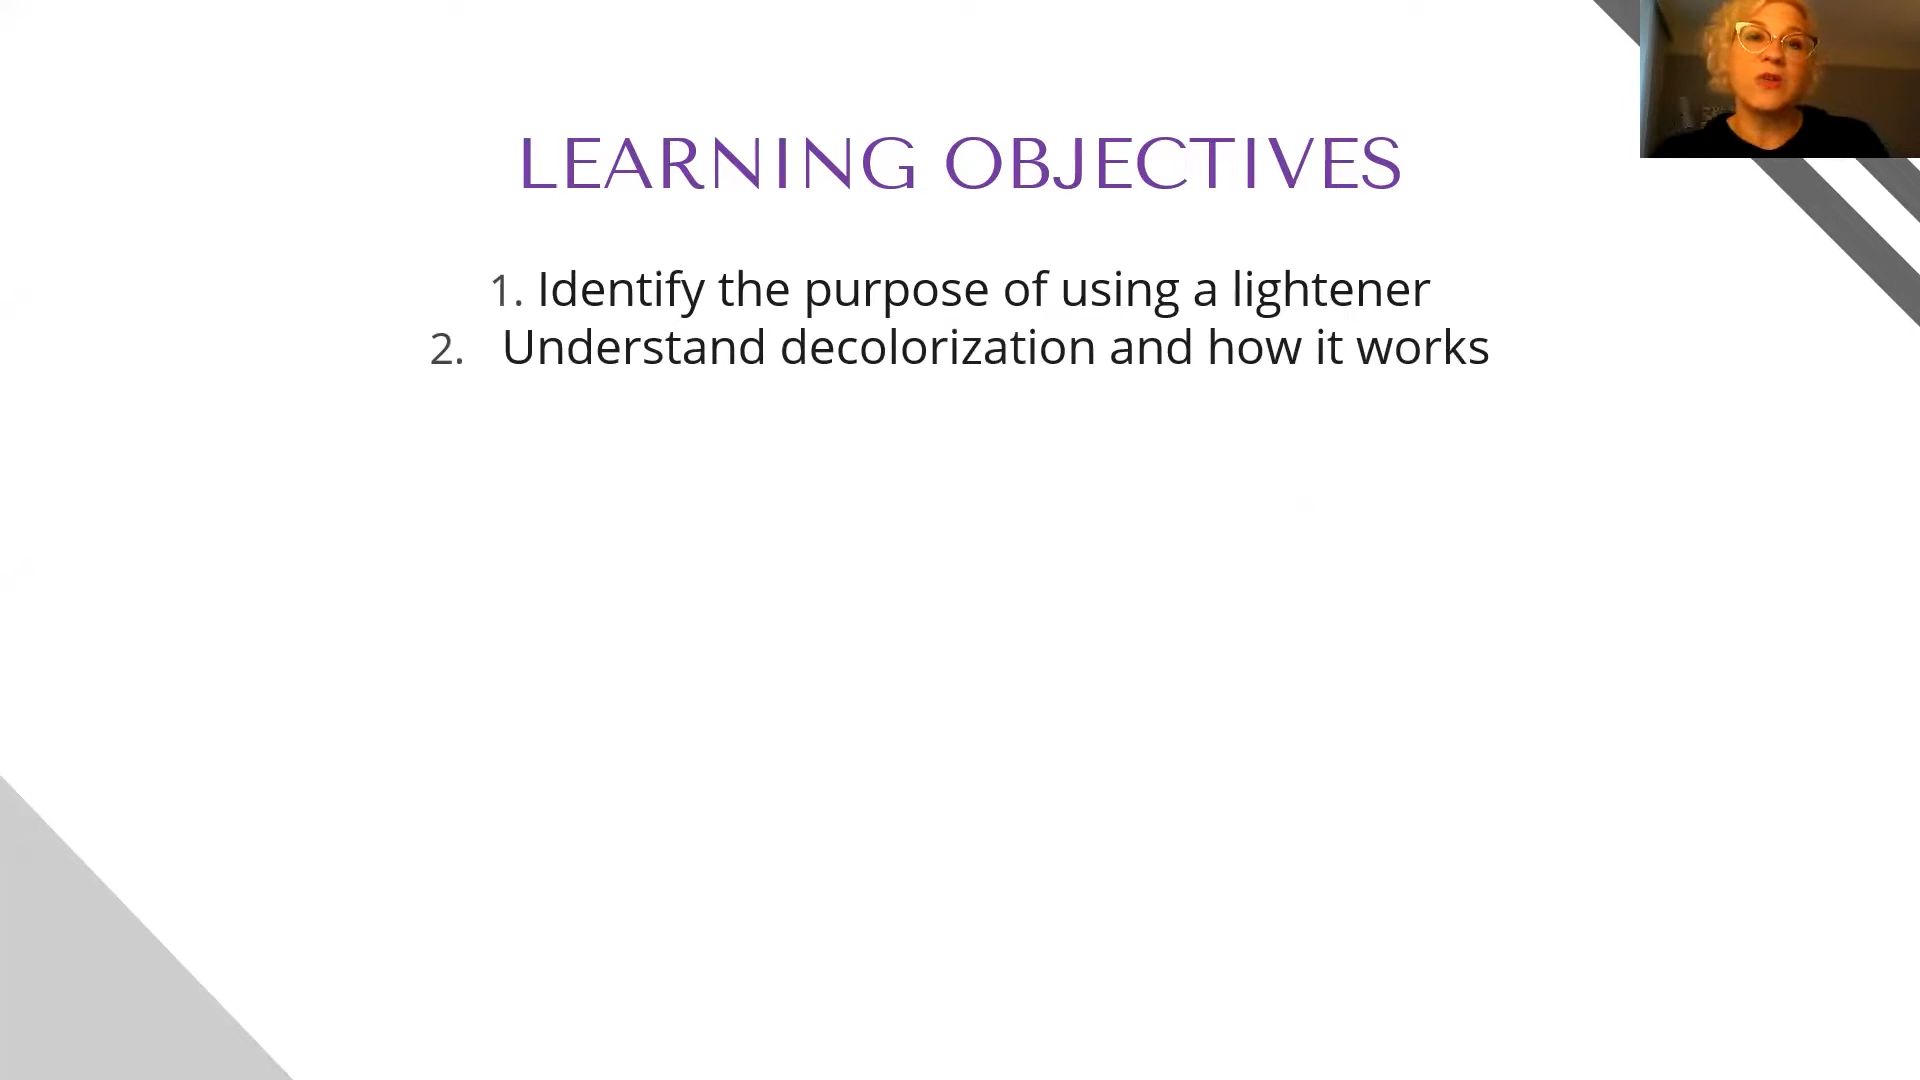 LEARNING OBJECTIVES
1. Identify the purpose of using a lightener
2. Understand decolorization and how it works